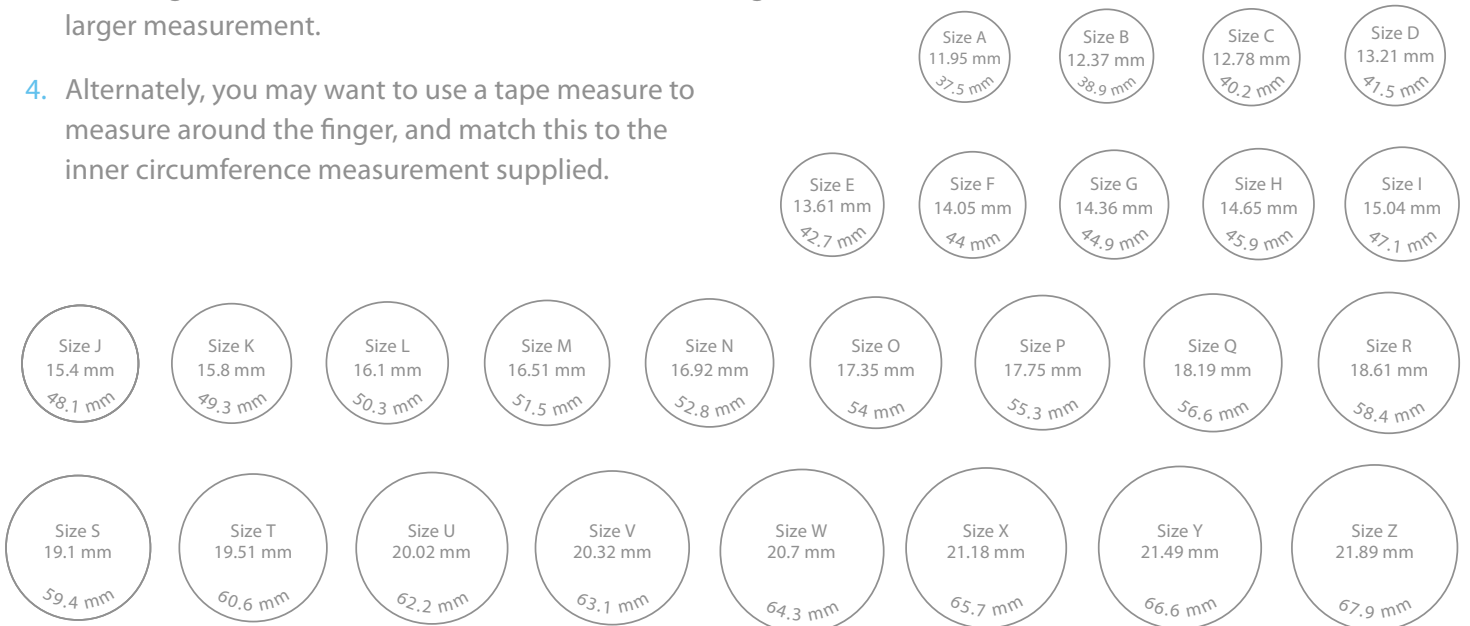 larger measurement.
4. Alternately, you may want to use a tape measure to
measure around the finger, and match this to the
inner circumference measurement supplied.
Size A
11.95 mm
37.5 mm
Size B
12.37 mm
38.9 mm
Size C
12.78 mm
40.2 mm
Size D
13.21 mm
41.5 mm
Size E
13.61 mm
42.7 mm
Size F
14.05 mm
44 mm
Size G
14.36 mm
44.9 mm
Size H
14.65 mm
45.9 mm
Size I
15.04 mm
47.1 mm
Size J
15.4 mm
48.1 mm
Size K
15.8 mm
49.3 mm
Size L
16.1 mm
50.3 mm
Size M
16.51 mm
51.5 mm
Size N
16.92 mm
52.8 mm
Size O
17.35 mm
54 mm
Size P
17.75 mm
55.3 mm
Size Q
18.19 mm
56.6 mm
Size R
18.61 mm
58.4 mm
Size S
19.1 mm
59.4 mm
Size T
19.51 mm
60.6 mm
Size U
20.02 mm
62.2 mm
Size V
20.32 mm
63.1 mm
Size W
20.7 mm
64.3 mm
Size X
21.18 mm
65.7 mm
Size Y
21.49 mm
66.6 mm
Size Z
21.89 mm
67.9 mm